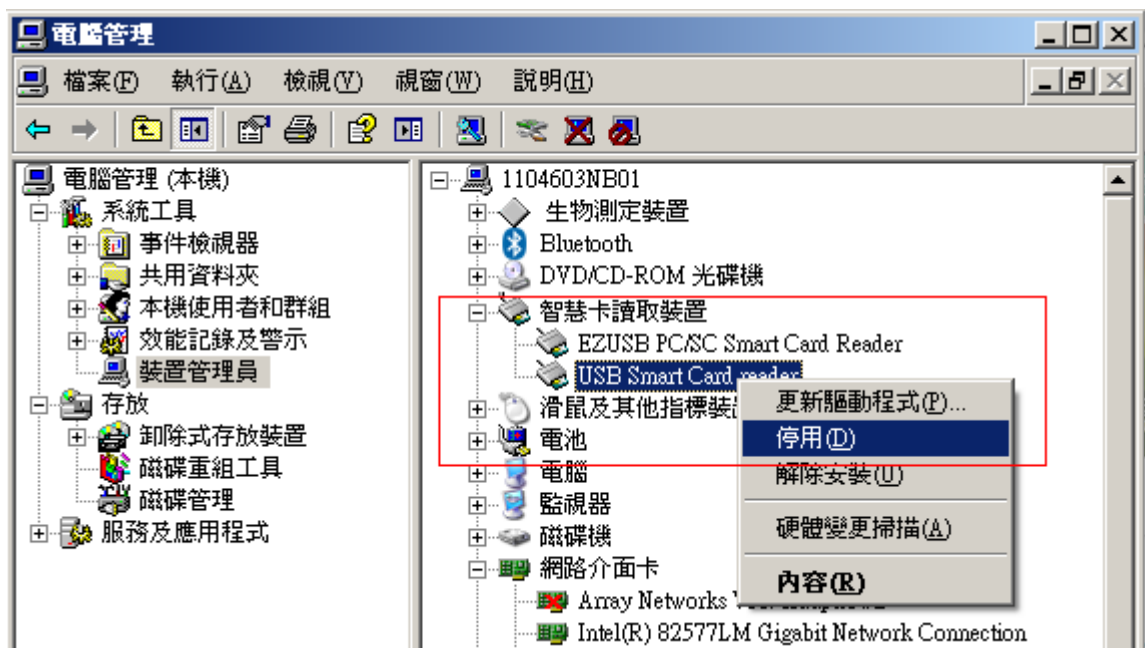 電腦管理
檔案(F) 執行(A) 檢視(V) 視窗(W) 說明(H)
電腦管理 (本機)
系統工具
事件檢視器
共用資料夾
本機使用者和群組
效能記錄及警示
裝置管理員
存放
卸除式存放裝置
磁碟重組工具
磁碟管理
服務及應用程式
1104603NB01
生物測定裝置
Bluetooth
DVD/CD-ROM 光碟機
智慧卡讀取裝置
EZUSB PC/SC Smart Card Reader
USB Smart Card reader
滑鼠及其他指標裝
電池
電腦
監視器
磁碟機
網路介面卡
Array Networks
Intel(R) 82577LM Gigabit Network Connection
更新驅動程式(P)...
停用(D)
解除安裝(U)
硬體變更掃描(A)
內容(R)